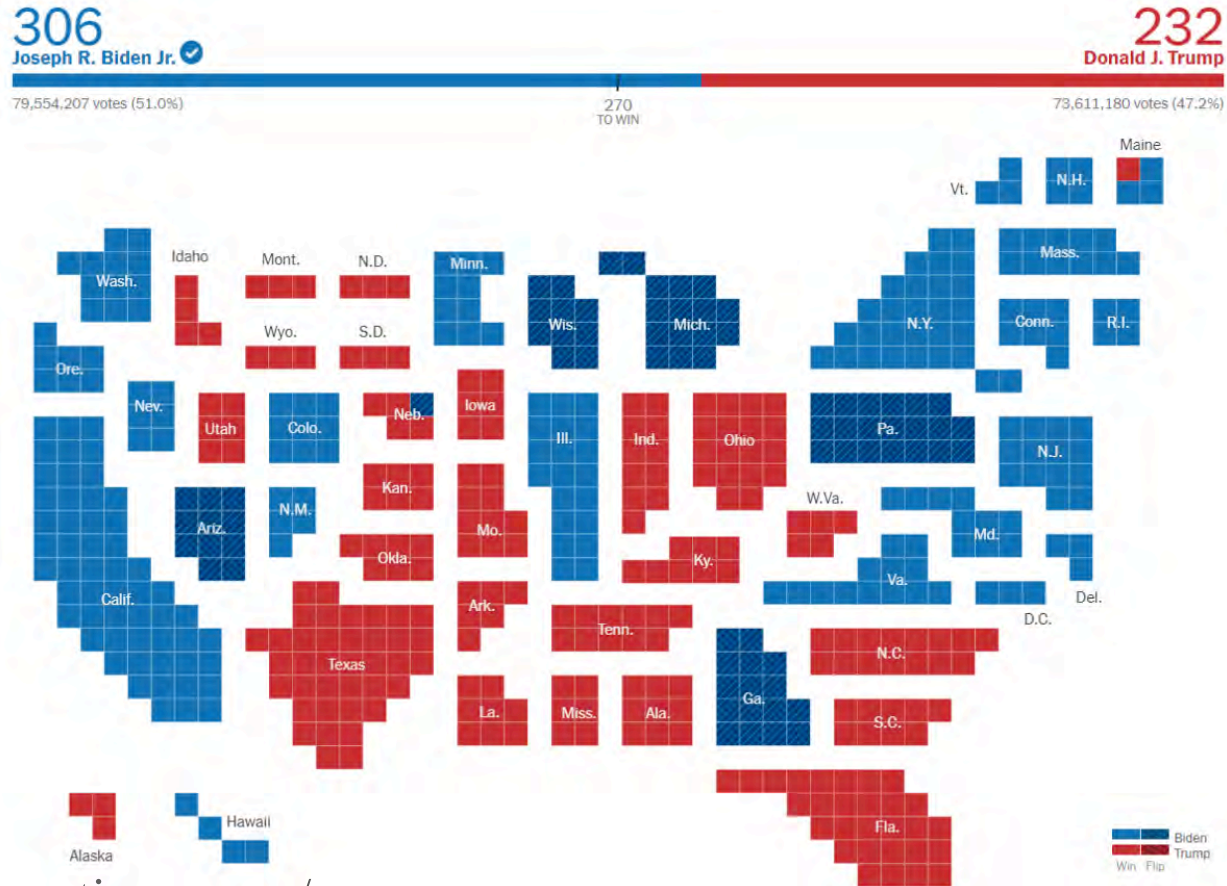 306
Joseph R. Biden Jr.
232
Donald J. Trump
79,554,207 votes (51.0%)
270
TO WIN
73,611,180 votes (47.2%)
Maine
Vt.
N.H.
Wash.
Idaho
Mont.
N.D.
Minn.
Mass.
Wyo.
S.D.
Wis.
Mich.
N.Y.
Conn.
R.I.
Ore.
Nev.
Utah
Colo.
Neb.
Iowa
Ill.
Ind.
Ohio
Pa.
N.J.
Kan.
W.Va.
Ariz.
N.M.
Mo.
Md.
Okla.
Ky.
Va.
Calif.
Ark.
Del.
D.C.
Tenn.
Texas
N.C.
La.
Miss.
Ala.
Ga.
S.C.
Hawaii
Alaska
Fla.
Biden
Trump
Win Flip